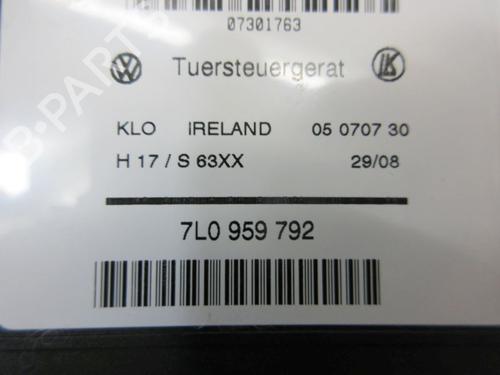 07301763
Tuersteuergerat
KLO IRELAND 05 0707 30
H 17 / S 63XX 29/08
7L0 959 792